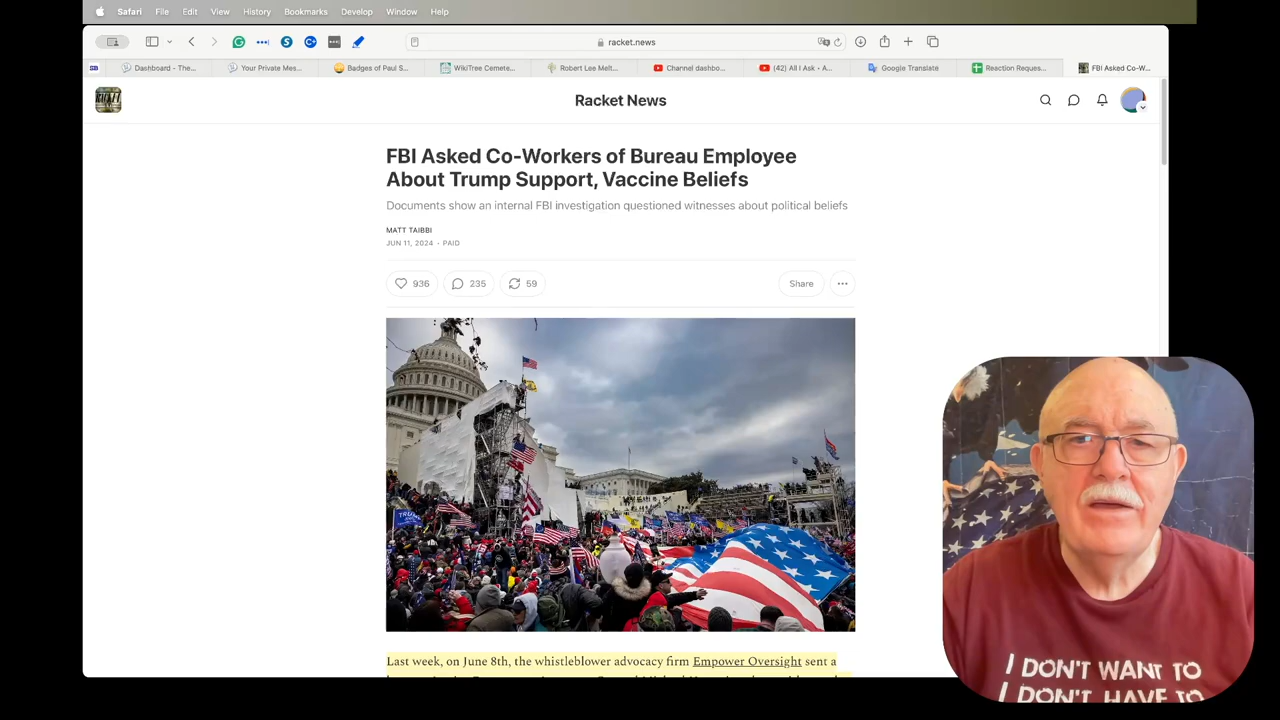 Safari File Edit View History Bookmarks Develop Window Help
racket.news
SB Dashboard - The... Your Private Mes... Badges of Paul S... WikiTree Cemete... Robert Lee Melt... Channel dashbo... (42) All I Ask • A... Google Translate Reaction Reques... FBI Asked Co-W...
Racket News
FBI Asked Co-Workers of Bureau Employee
About Trump Support, Vaccine Beliefs
Documents show an internal FBI investigation questioned witnesses about political beliefs
MATT TAIBBI
JUN 11, 2024 • PAID
936 235 59 Share
TRUMP
Last week, on June 8th, the whistleblower advocacy firm Empower Oversight sent a
I DON'T WANT TO
I DON'T HAVE TO